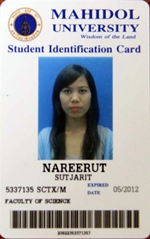 MAHIDOL
UNIVERSITY
Wisdom of the Land
Student Identification Card
NAREERUT
SUTJARIT
5337135 SCTX/M
EXPIRED DATE 05/2012
FACULTY OF SCIENCE